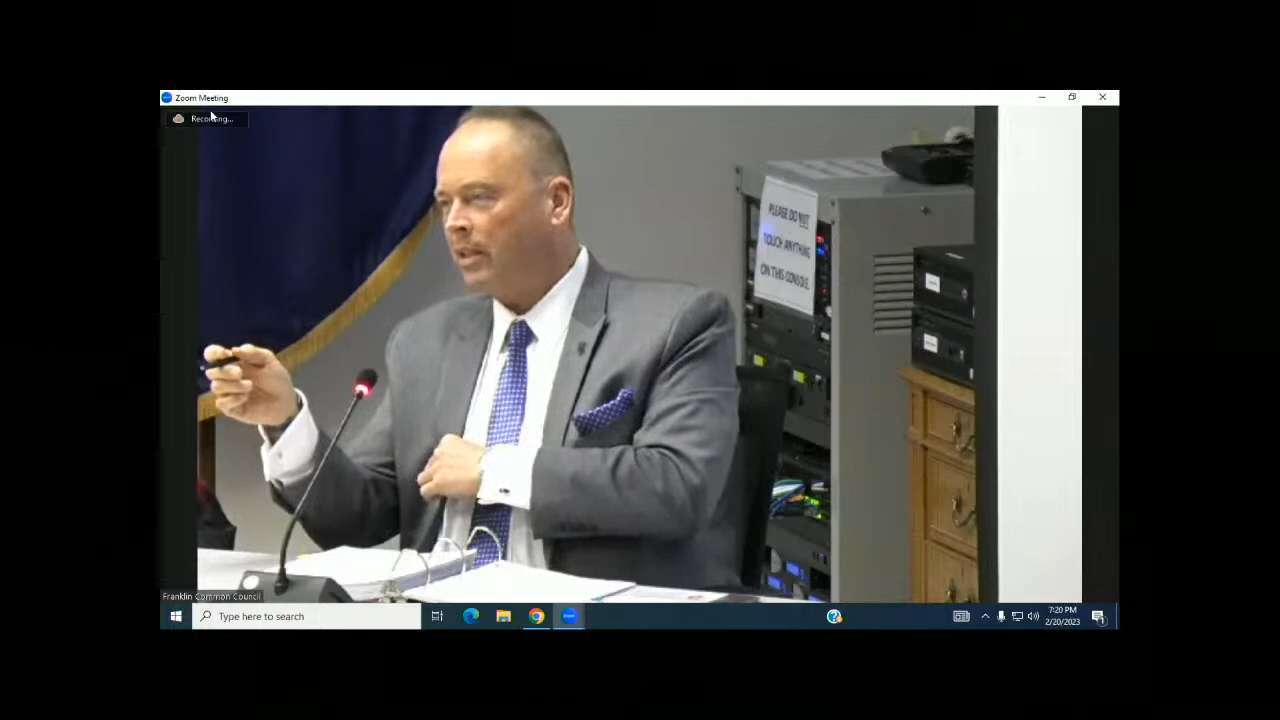 Zoom Meeting
Recording...
PLEASE DO NOT
TOUCH ANYTHING
ON THIS CONSOLE.
Franklin Common Council
Type here to search
7:20 PM
2/20/2023